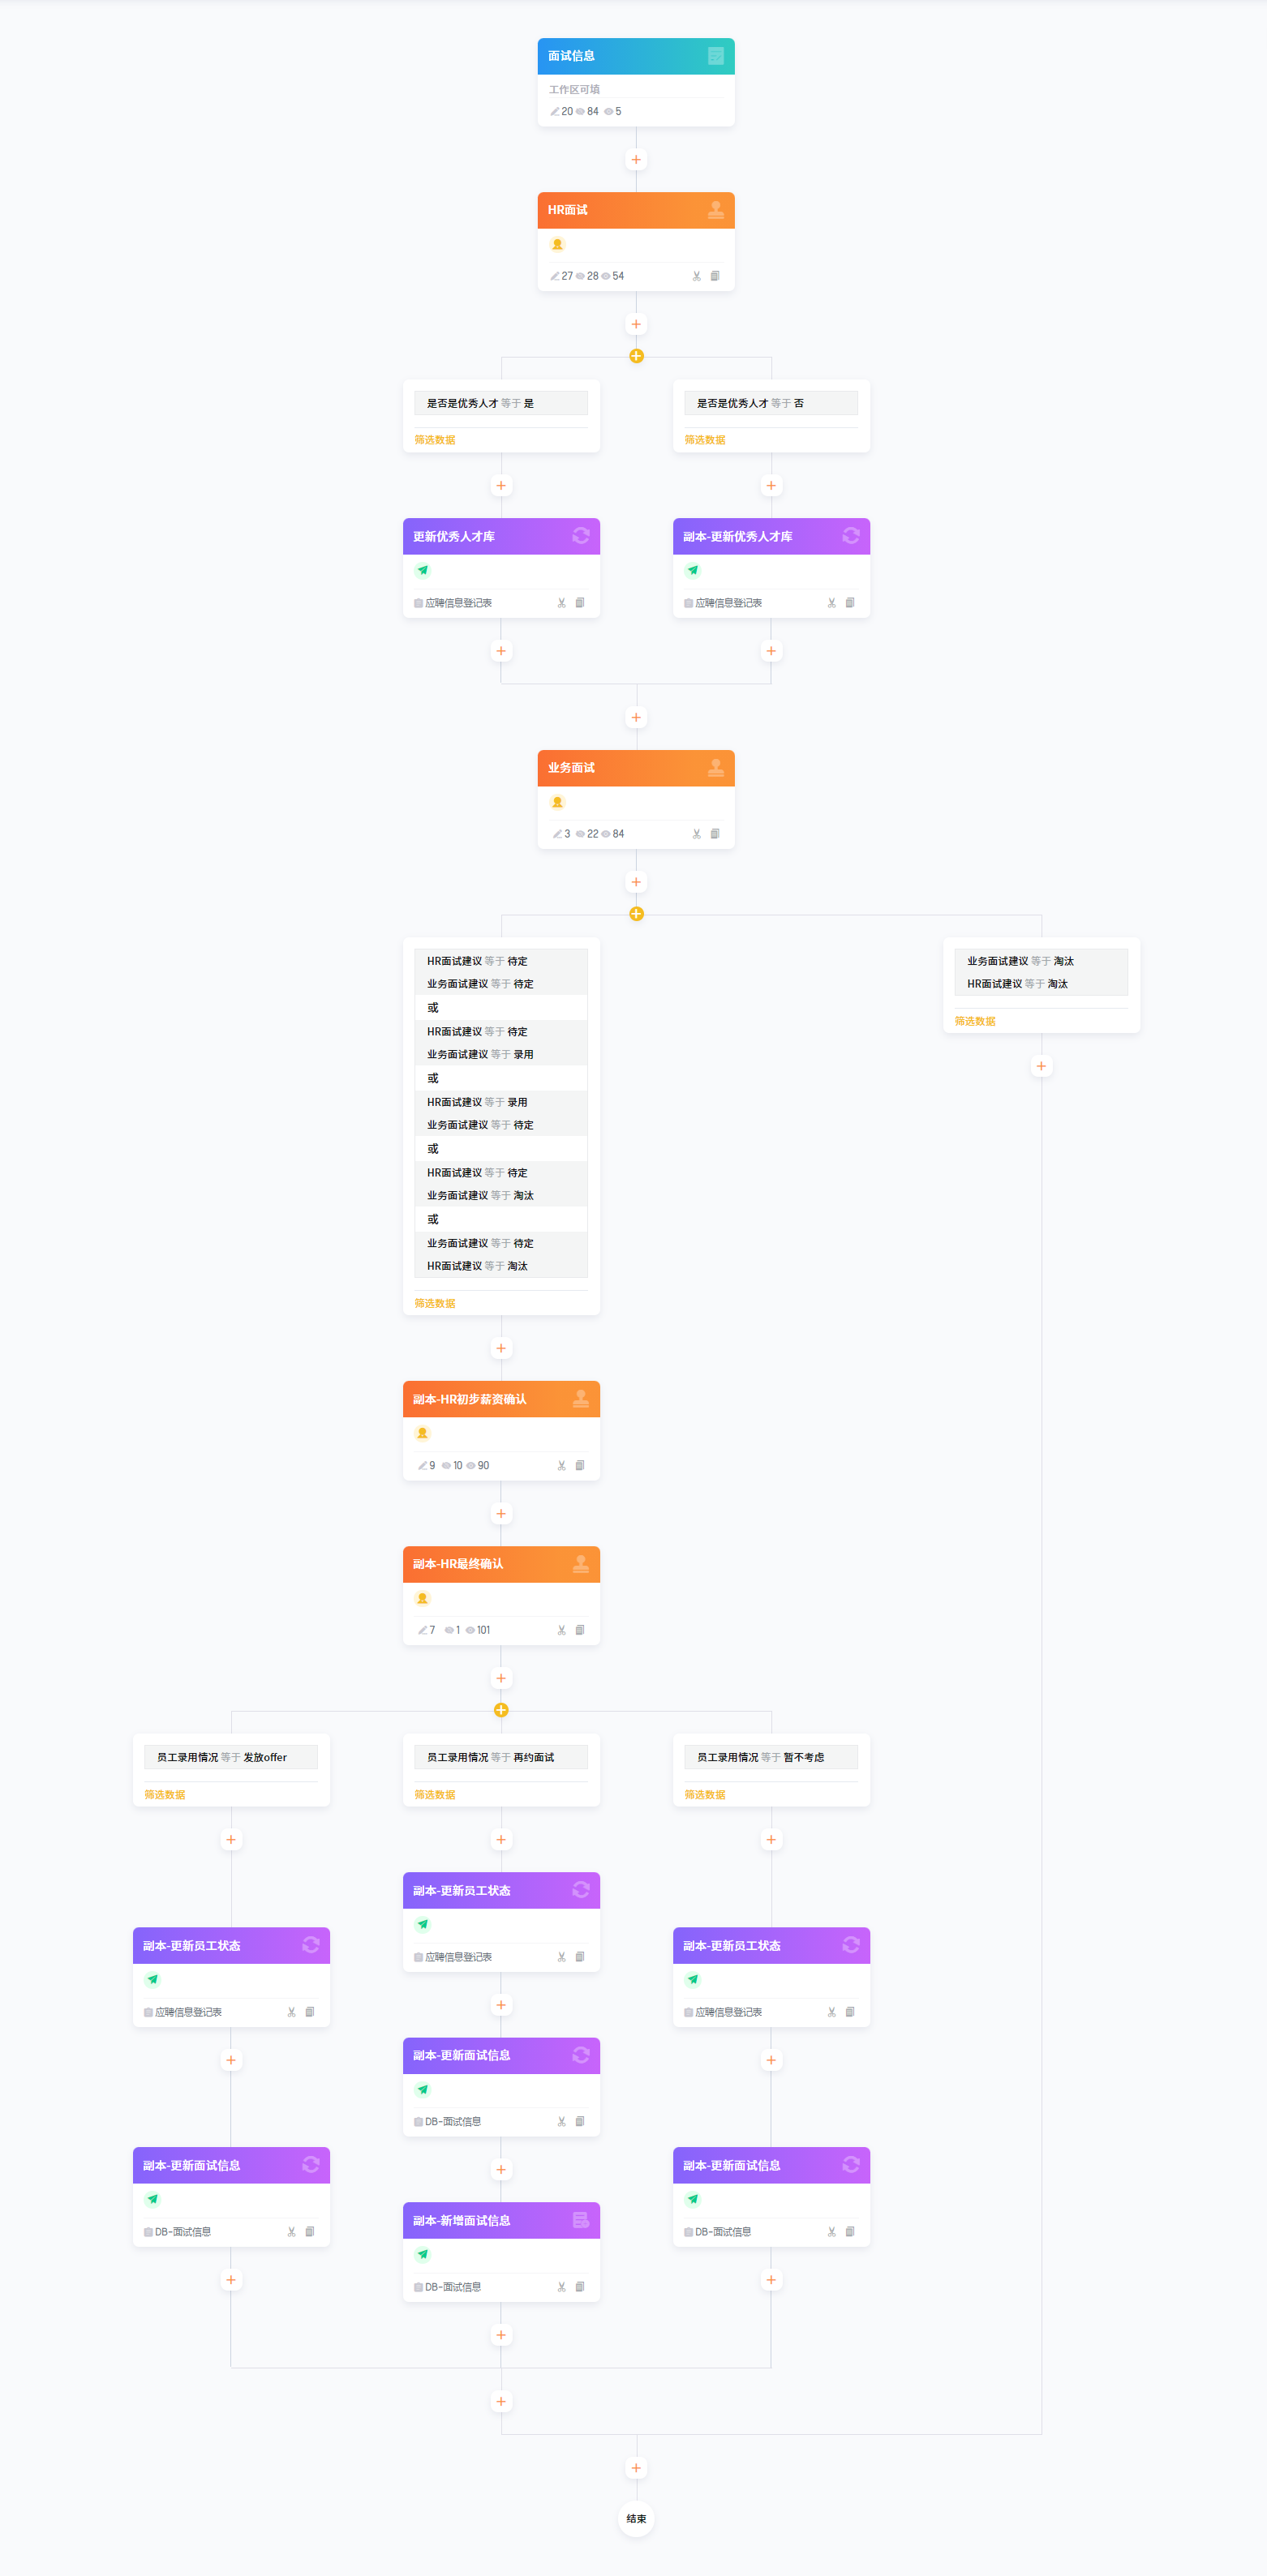 面试信息
工作区可填
20 84 5
HR面试
27 28 54
是否是优秀人才 等于 是
筛选数据
是否是优秀人才 等于 否
筛选数据
更新优秀人才库
应聘信息登记表
副本-更新优秀人才库
应聘信息登记表
业务面试
3 22 84
HR面试建议 等于 待定
业务面试建议 等于 待定
或
HR面试建议 等于 待定
业务面试建议 等于 录用
或
HR面试建议 等于 录用
业务面试建议 等于 待定
或
HR面试建议 等于 待定
业务面试建议 等于 淘汰
或
业务面试建议 等于 待定
HR面试建议 等于 淘汰
筛选数据
业务面试建议 等于 淘汰
HR面试建议 等于 淘汰
筛选数据
副本-HR初步薪资确认
9 10 90
副本-HR最终确认
7 1 101
员工录用情况 等于 发放offer
筛选数据
员工录用情况 等于 再约面试
筛选数据
员工录用情况 等于 暂不考虑
筛选数据
副本-更新员工状态
应聘信息登记表
副本-更新员工状态
应聘信息登记表
副本-更新员工状态
应聘信息登记表
副本-更新面试信息
DB-面试信息
副本-更新面试信息
DB-面试信息
副本-更新面试信息
DB-面试信息
副本-新增面试信息
DB-面试信息
结束